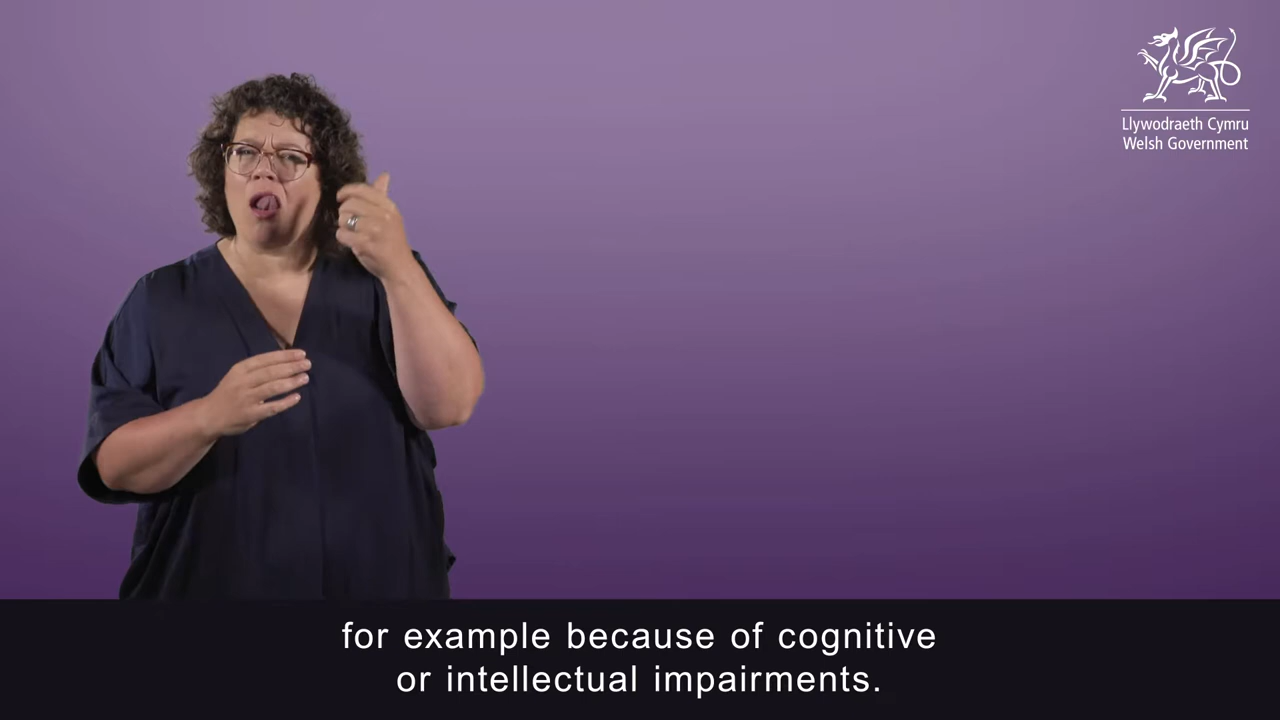 Llywodraeth Cymru
Welsh Government
for example because of cognitive
or intellectual impairments.